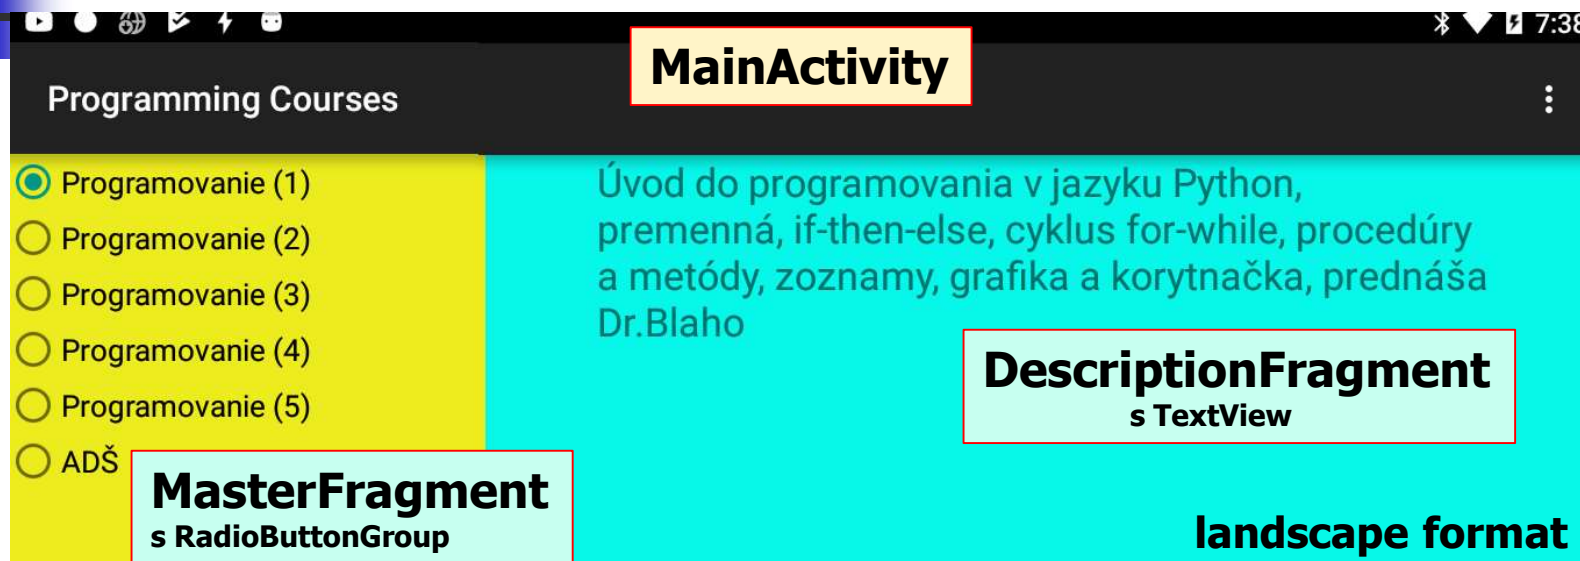 7:38
MainActivity
Programming Courses
Programovanie (1)
Programovanie (2)
Programovanie (3)
Programovanie (4)
Programovanie (5)
ADŠ
Úvod do programovania v jazyku Python,
premenná, if-then-else, cyklus for-while, procedúry
a metódy, zoznamy, grafika a korytnačka, prednáša
Dr.Blaho
DescriptionFragment
s TextView
MasterFragment
s RadioButtonGroup
landscape format